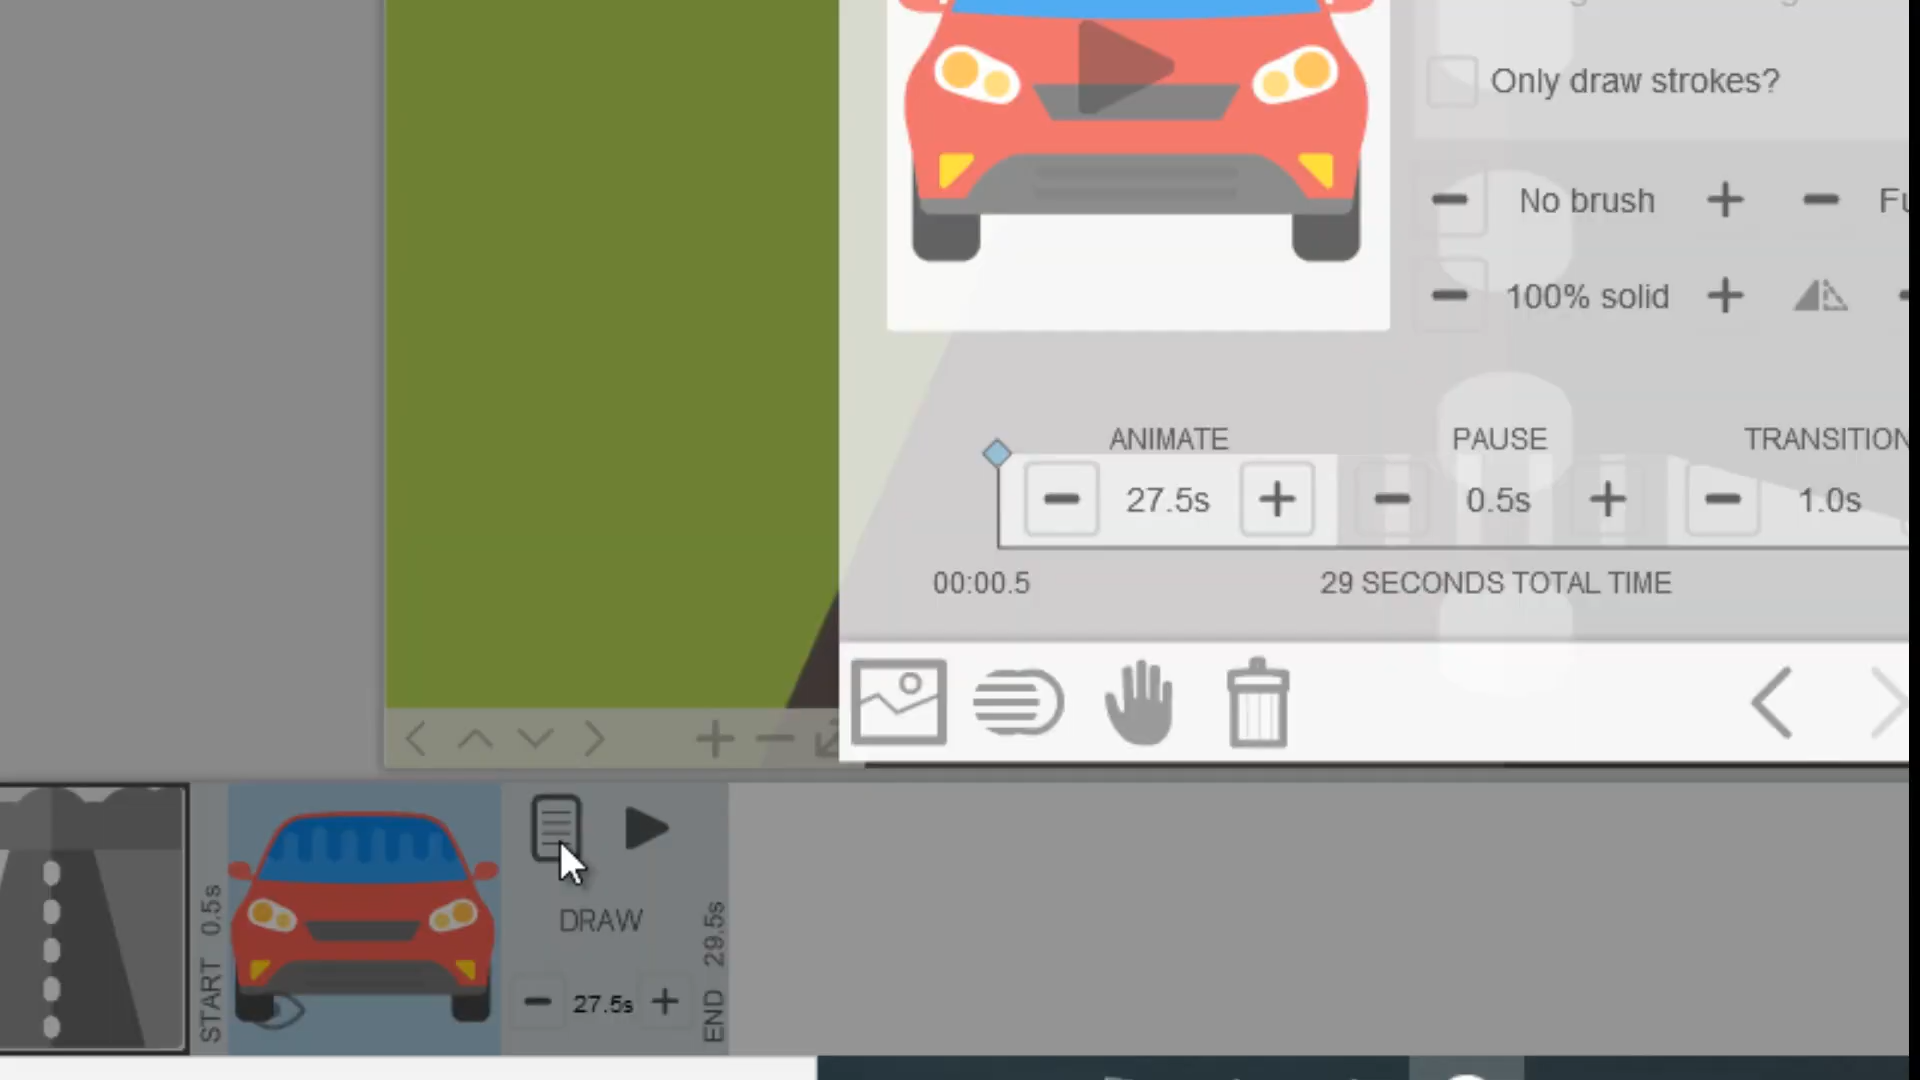 Only draw strokes?
No brush
100% solid
ANIMATE
PAUSE
TRANSITION
27.5s
0.5s
1.0s
00:00.5
29 SECONDS TOTAL TIME
START 0.5s
DRAW
27.5s
END 29.5s